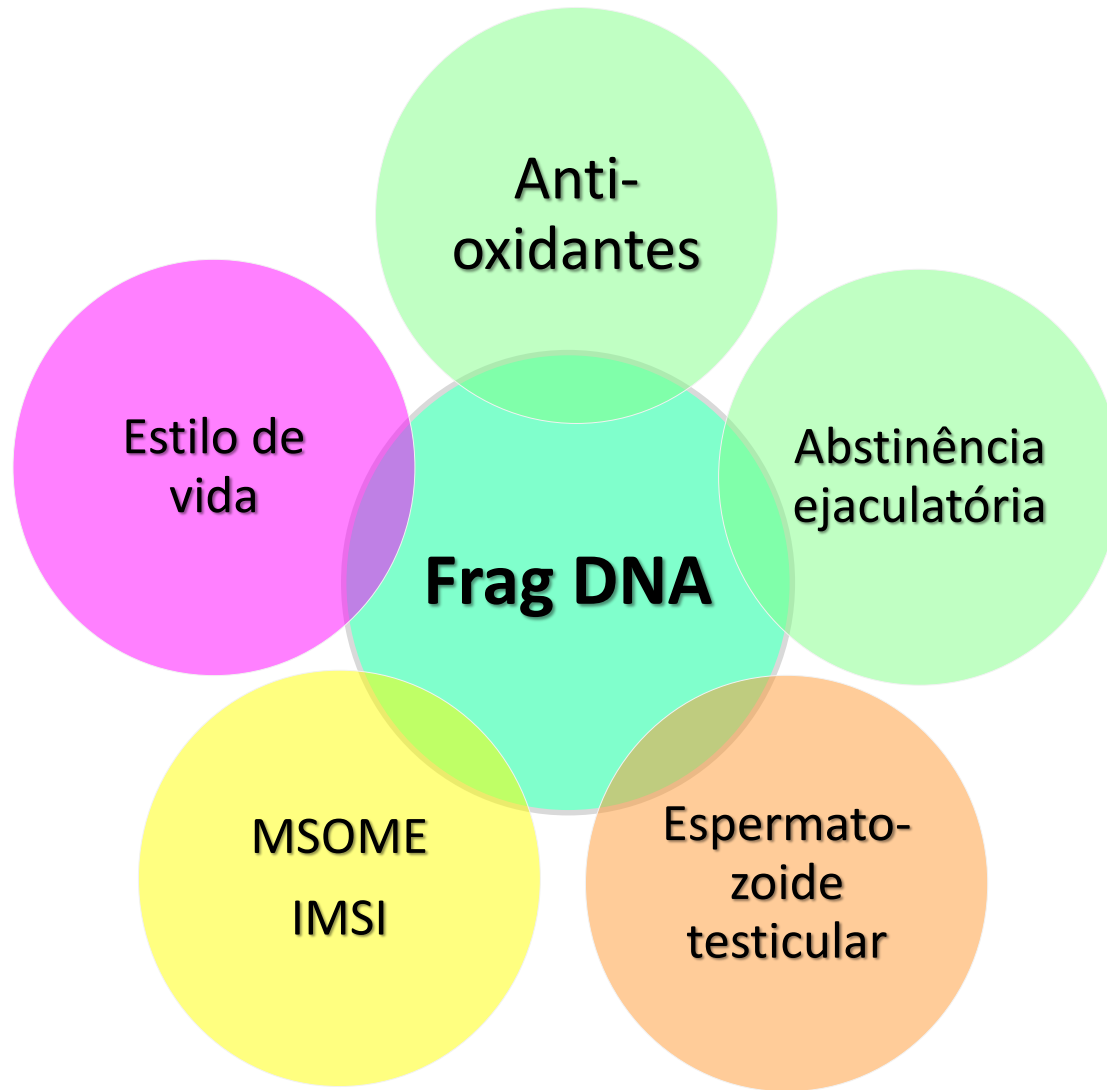 Anti-
oxidantes
Estilo de
vida
Abstinência
ejaculatória
Frag DNA
MSOME
IMSI
Espermato-
zoide
testicular